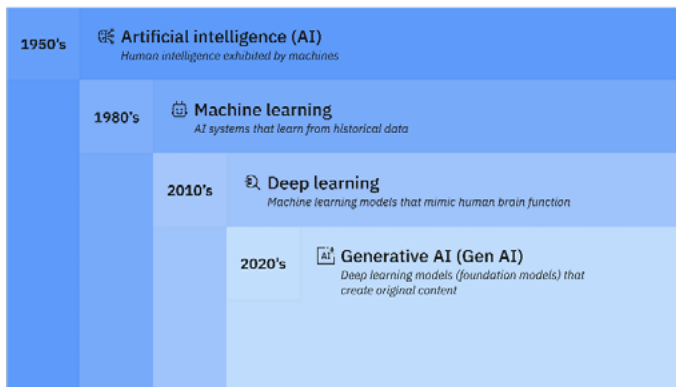 1950's
Artificial intelligence (AI)
Human intelligence exhibited by machines
1980's
Machine learning
AI systems that learn from historical data
2010's
Deep learning
Machine learning models that mimic human brain function
2020's
AI
Generative AI (Gen AI)
Deep learning models (foundation models) that
create original content